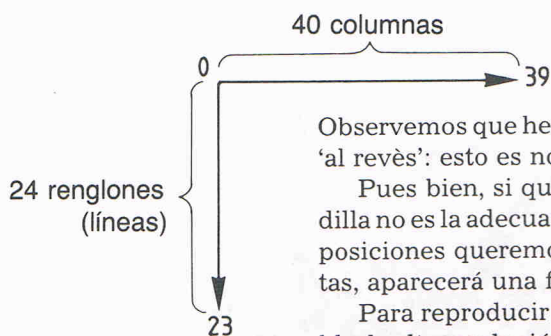 40 columnas
0
39
Observemos que he
‘al revès’: esto es no
24 renglones
(líneas)
Pues bien, si qu
dilla no es la adecua
posiciones queremo
tas, aparecerá una f
Para reproducir
23